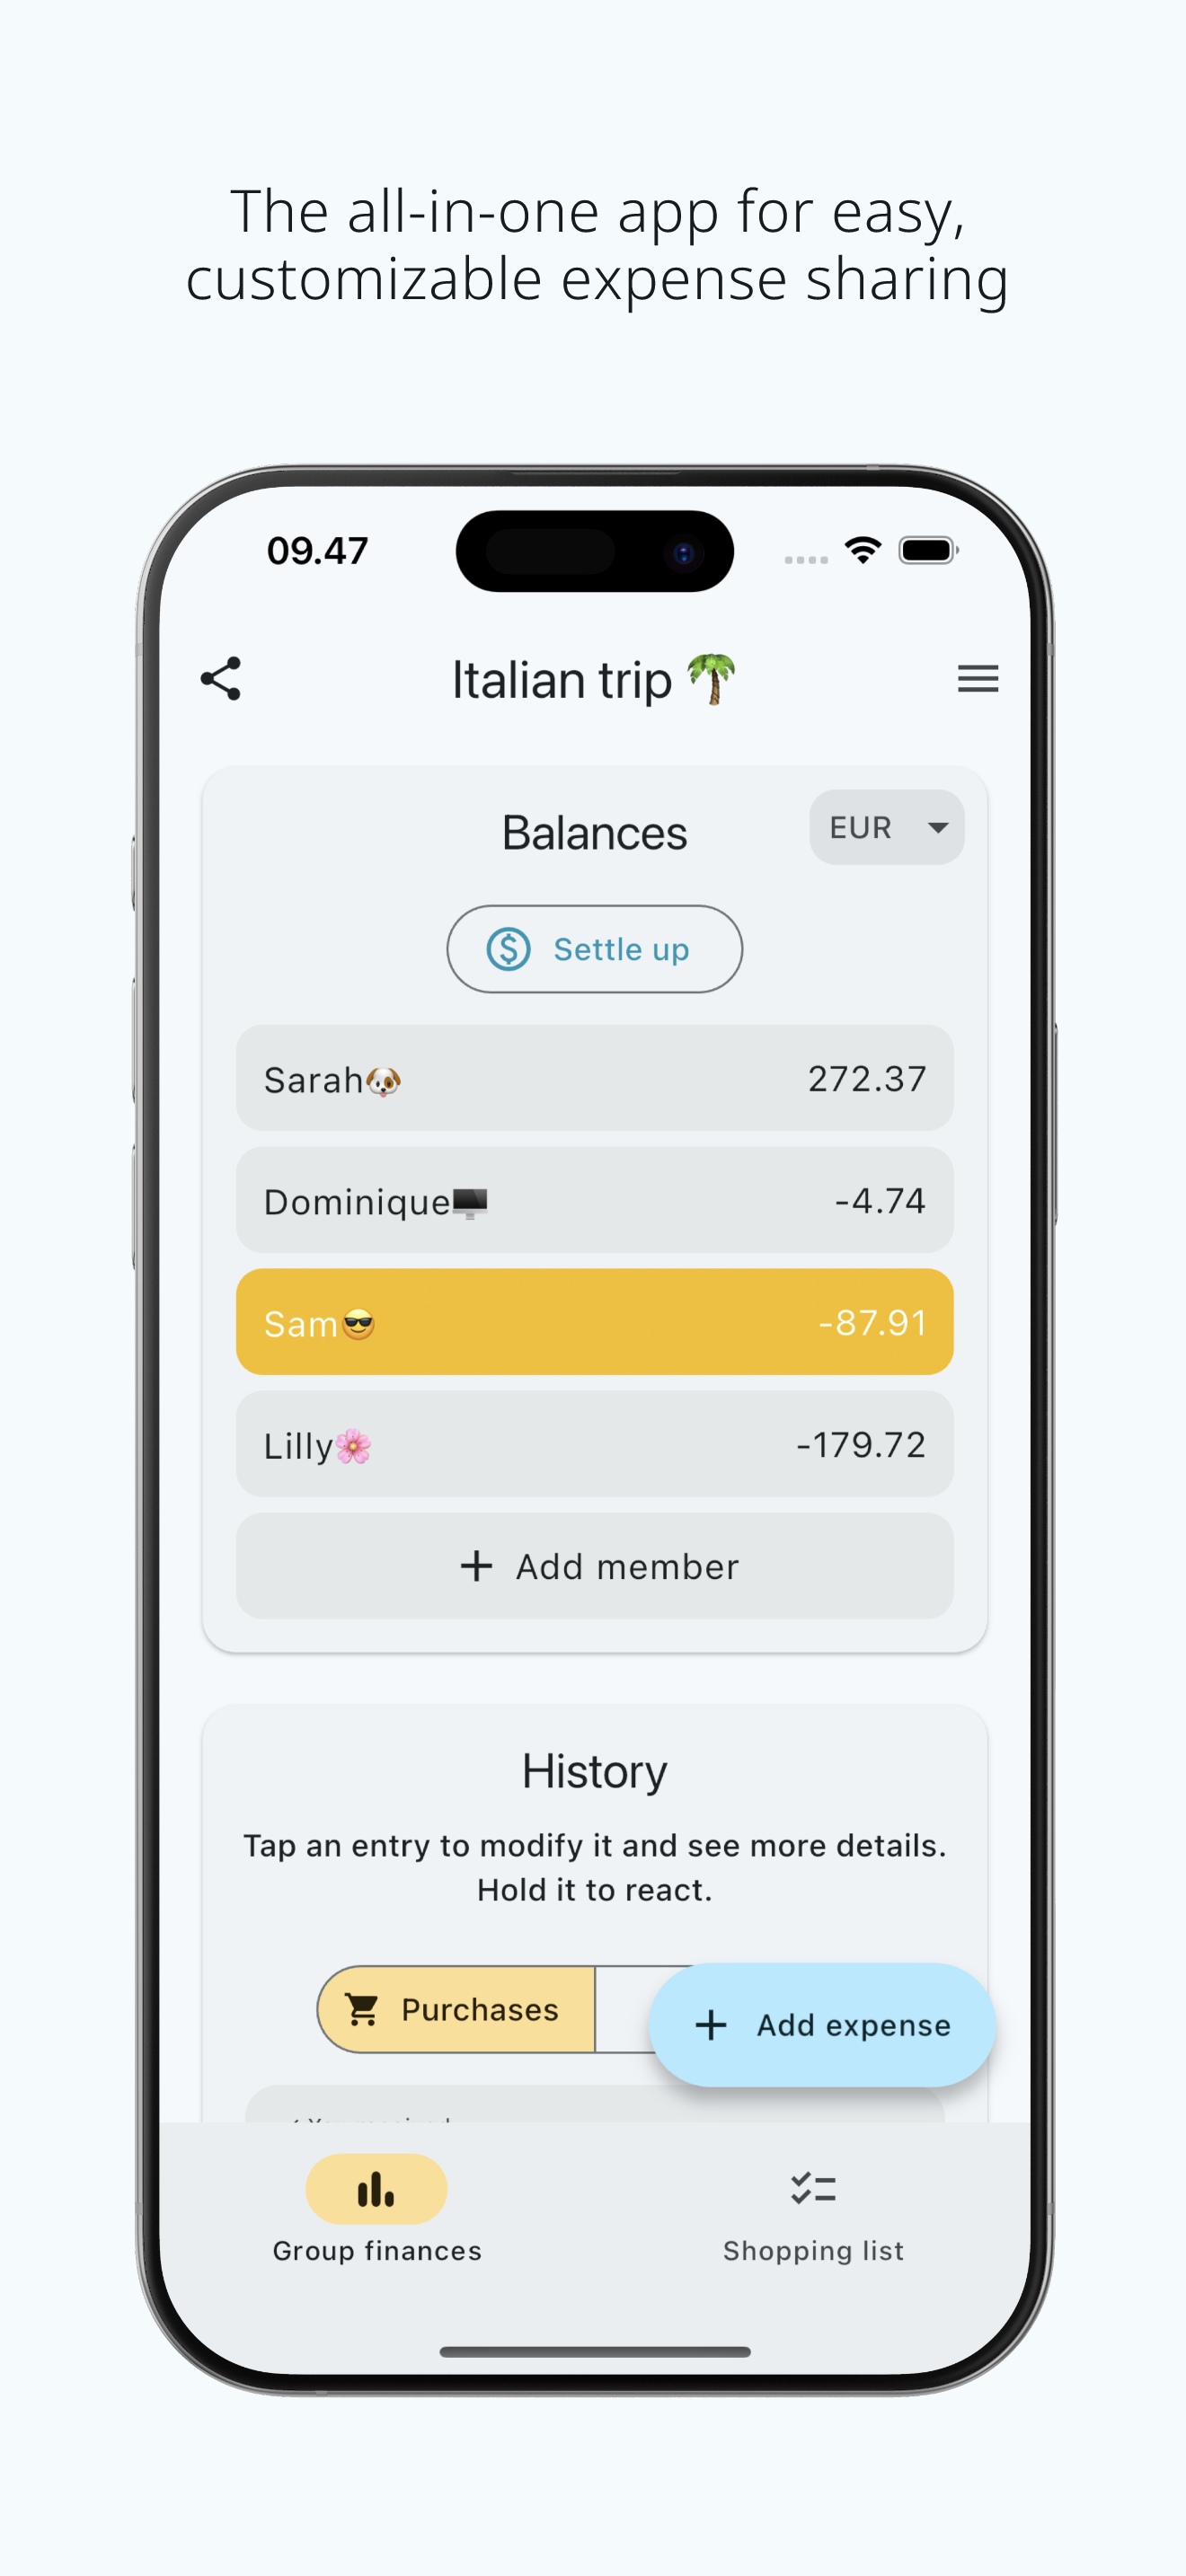 The all-in-one app for easy,
customizable expense sharing
09.47
Italian trip 🌴
Balances
EUR
Settle up
Sarah🐶 272.37
Dominique🖥️ -4.74
Sam😎 -87.91
Lilly🌸 -179.72
+ Add member
History
Tap an entry to modify it and see more details.
Hold it to react.
Purchases
+ Add expense
Group finances
Shopping list